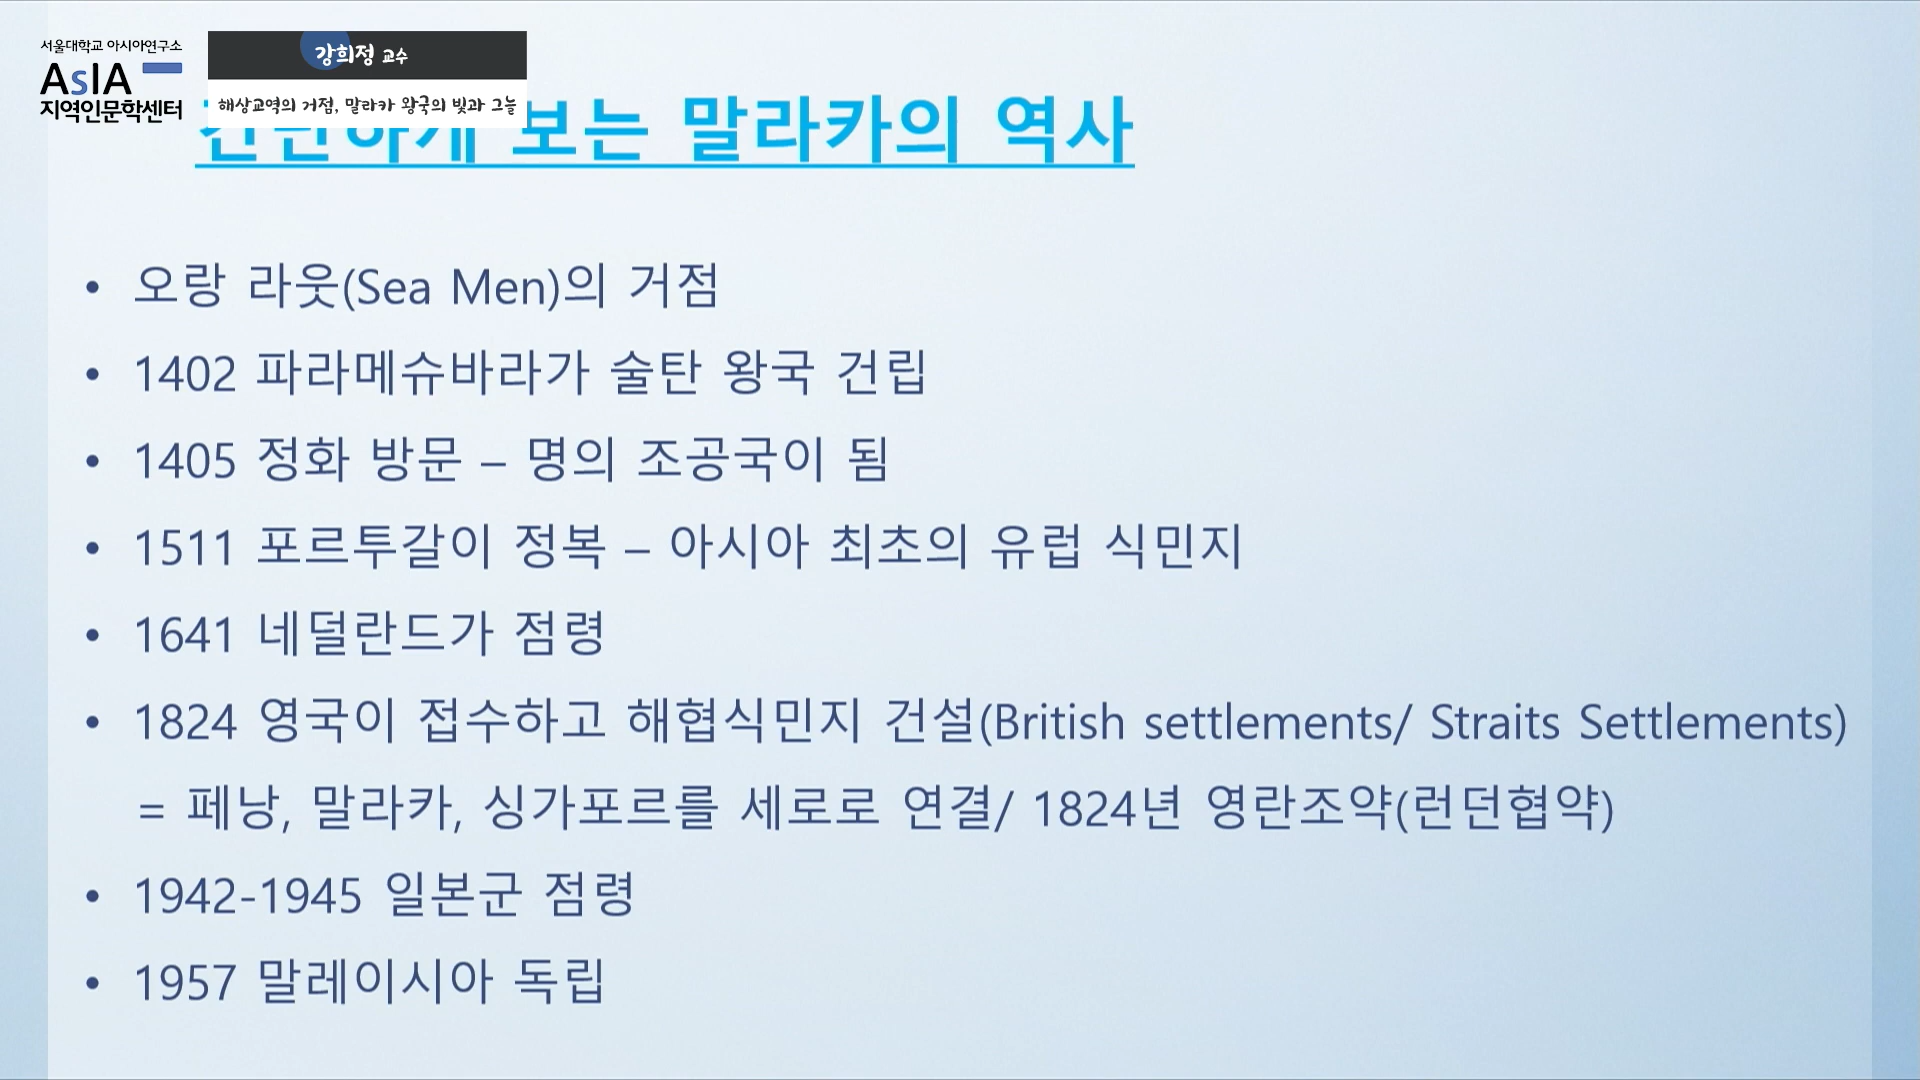 서울대학교 아시아연구소
AsIA
지역인문학센터
강희정 교수
해상교역의 거점, 말라카 왕국의 빛과 그늘
간단하게 보는 말라카의 역사
• 오랑 라웃(Sea Men)의 거점
• 1402 파라메슈바라가 술탄 왕국 건립
• 1405 정화 방문 – 명의 조공국이 됨
• 1511 포르투갈이 정복 – 아시아 최초의 유럽 식민지
• 1641 네덜란드가 점령
• 1824 영국이 접수하고 해협식민지 건설(British settlements/ Straits Settlements)
= 페낭, 말라카, 싱가포르를 세로로 연결/ 1824년 영란조약(런던협약)
• 1942-1945 일본군 점령
• 1957 말레이시아 독립